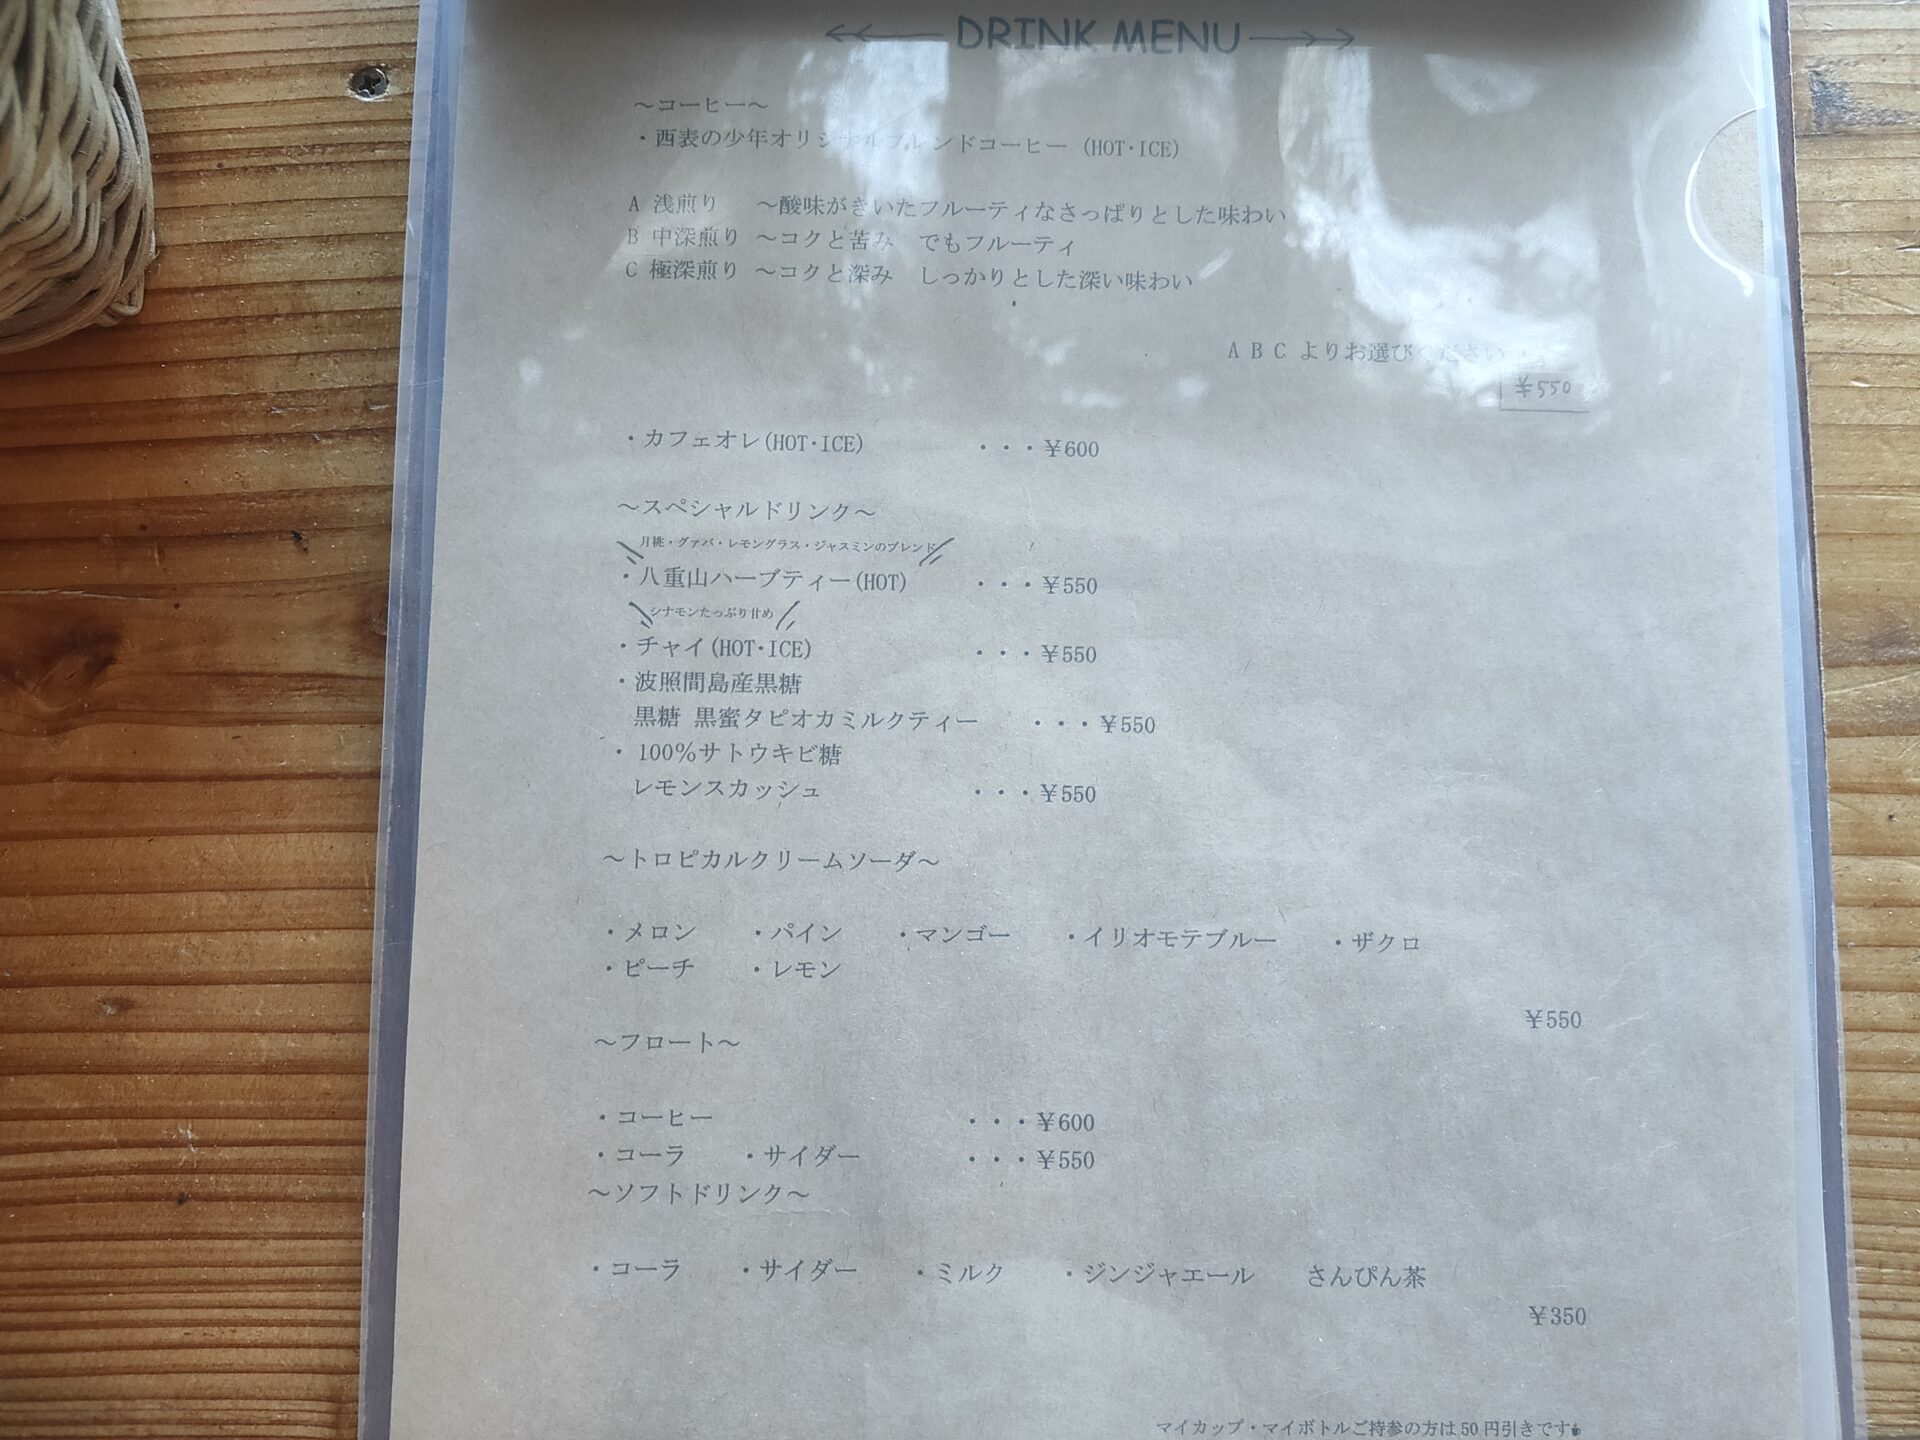 DRINK MENU
～コーヒー～
・西表の少年オリジナルブレンドコーヒー (HOT・ICE)
A 浅煎り ～酸味がきいたフルーティなさっぱりとした味わい
B 中深煎り ～コクと苦み でもフルーティ
C 極深煎り ～コクと深み しっかりとした深い味わい
A B C よりお選びください
¥550
・カフェオレ(HOT・ICE) ・・・¥600
～スペシャルドリンク～
月桃・グァバ・レモングラス・ジャスミンのブレンド
・八重山ハーブティー(HOT) ・・・¥550
シナモンたっぷり甘め
・チャイ(HOT・ICE) ・・・¥550
・波照間島産黒糖
黒糖 黒蜜タピオカミルクティー ・・・¥550
・100%サトウキビ糖
レモンスカッシュ ・・・¥550
～トロピカルクリームソーダ～
・メロン ・パイン ・マンゴー ・イリオモテブルー ・ザクロ
・ピーチ ・レモン
¥550
～フロート～
・コーヒー ・・・¥600
・コーラ ・サイダー ・・・¥550
～ソフトドリンク～
・コーラ ・サイダー ・ミルク ・ジンジャエール さんぴん茶
¥350
マイカップ・マイボトルご持参の方は50円引きです